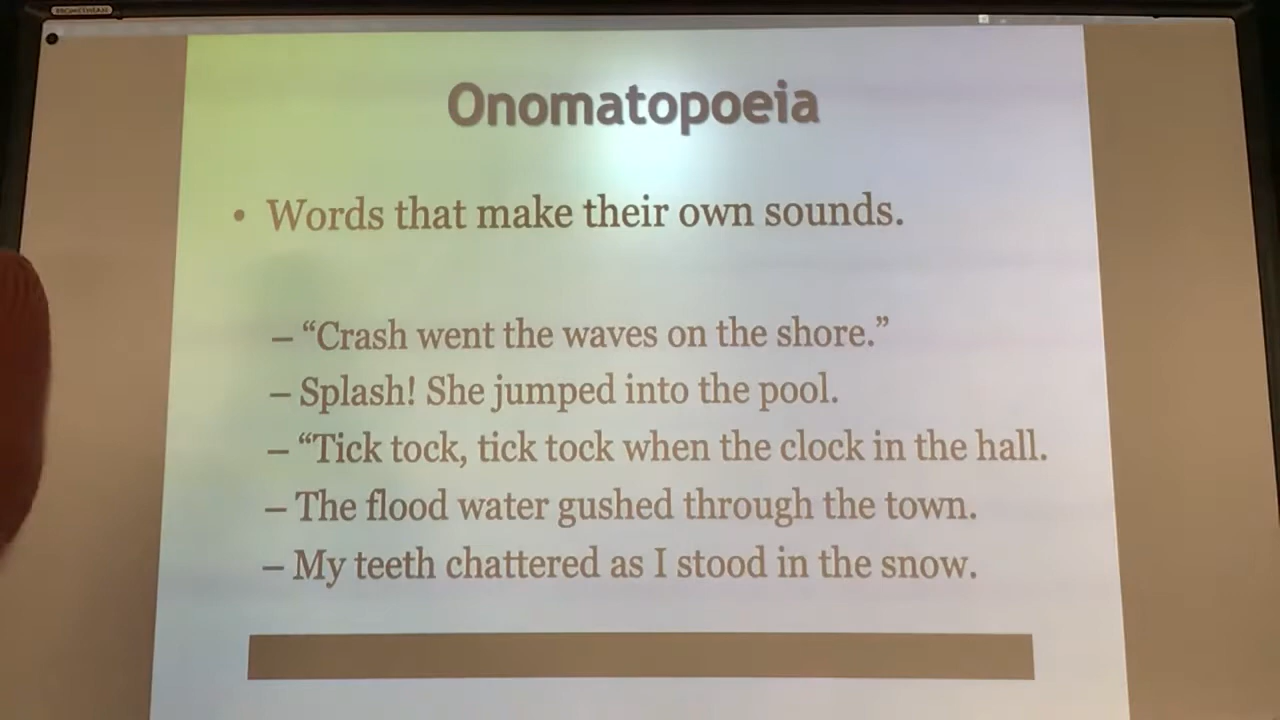 Onomatopoeia
• Words that make their own sounds.
– “Crash went the waves on the shore.”
– Splash! She jumped into the pool.
– “Tick tock, tick tock when the clock in the hall.
– The flood water gushed through the town.
– My teeth chattered as I stood in the snow.